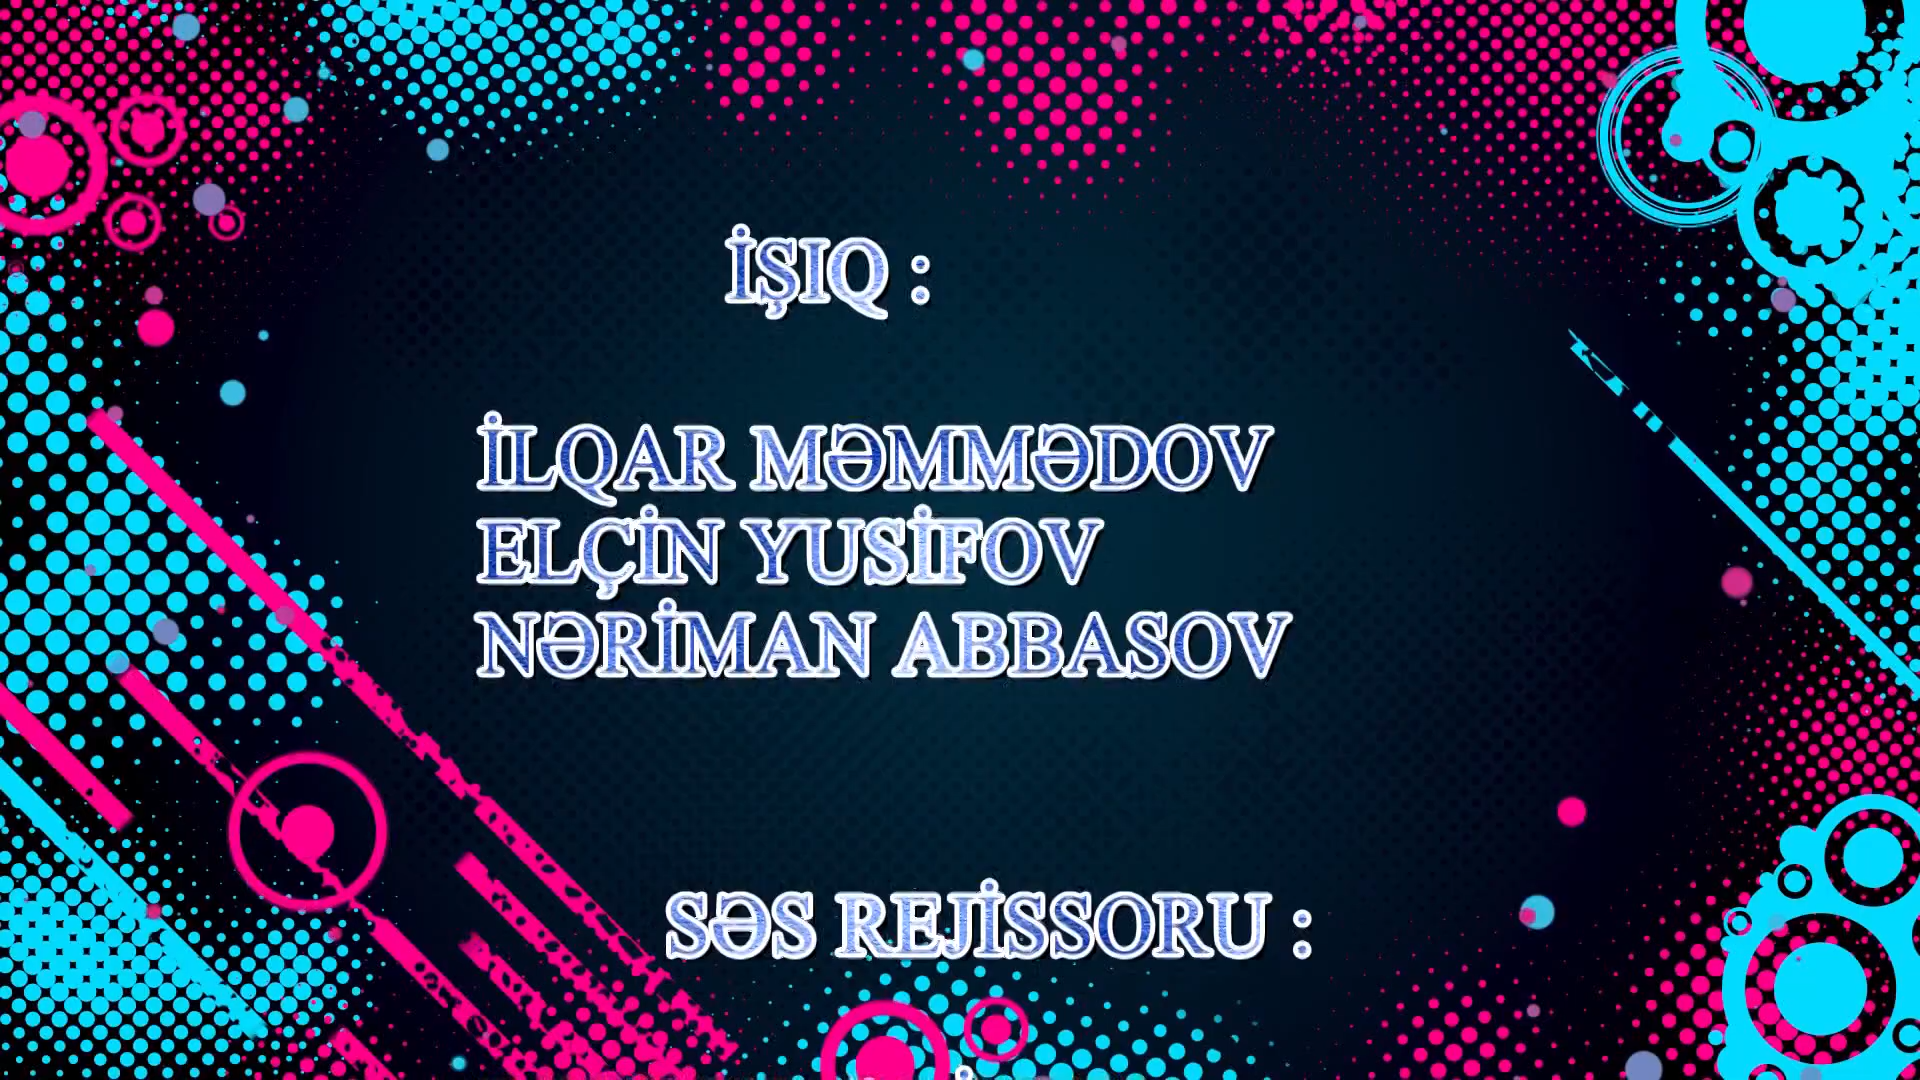 İŞIQ :
İLQAR MƏMMƏDOV
ELÇİN YUSİFOV
NƏRİMAN ABBASOV
SƏS REJİSSORU :